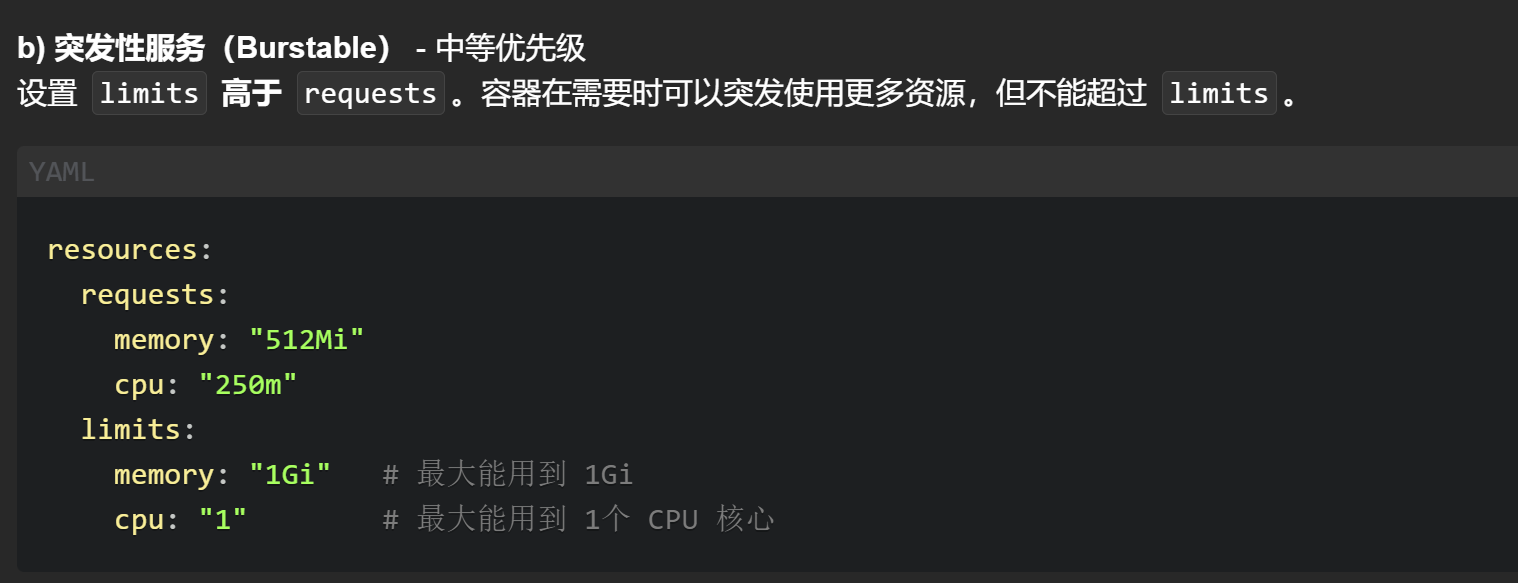 b) 突发性服务（Burstable） - 中等优先级
设置 limits 高于 requests 。容器在需要时可以突发使用更多资源，但不能超过 limits 。
YAML
resources:
  requests:
    memory: "512Mi"
    cpu: "250m"
  limits:
    memory: "1Gi"   # 最大能用到 1Gi
    cpu: "1"        # 最大能用到 1个 CPU 核心